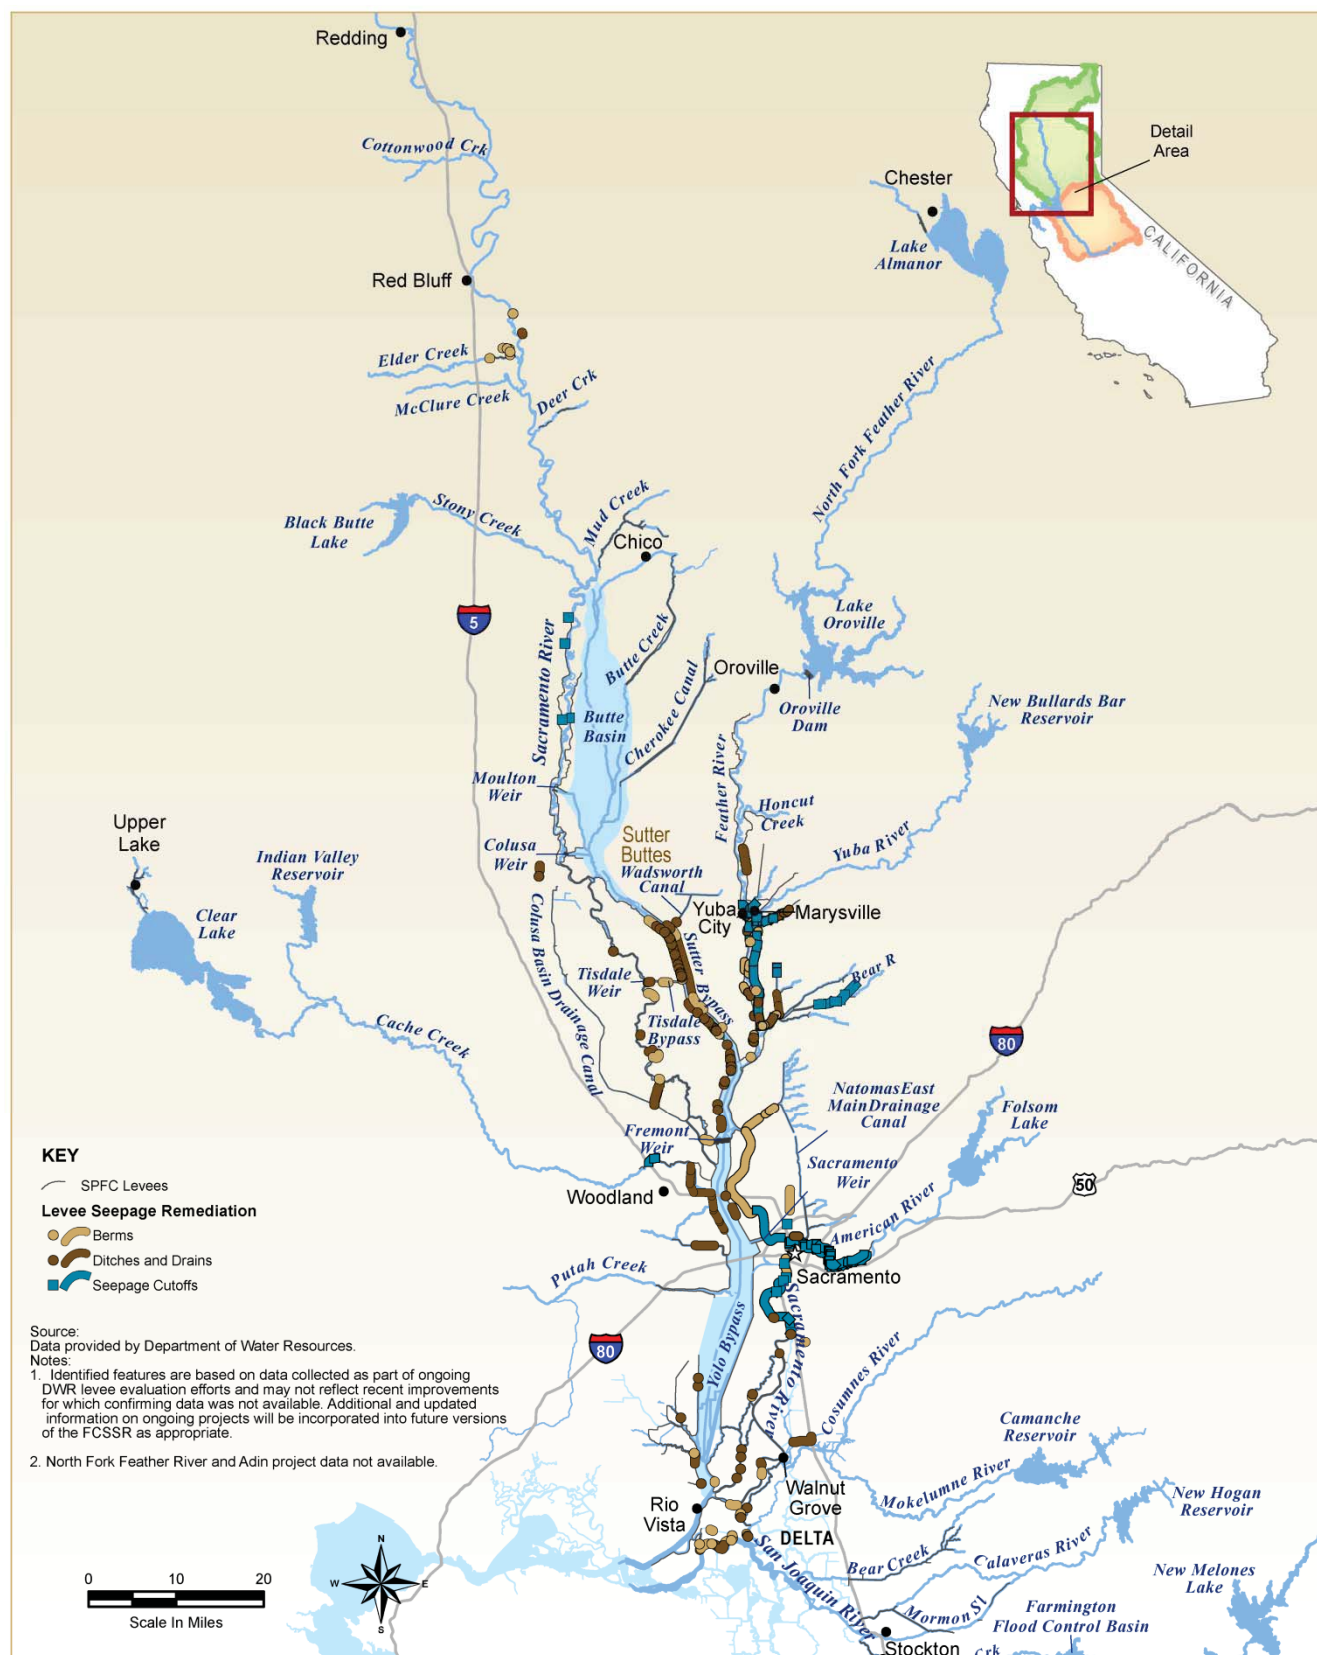 Redding
Cottonwood Crk
Detail
Area
Chester
Lake
Almanor
CALIFORNIA
Red Bluff
Elder Creek
McClure Creek
Deer Crk
North Fork Feather River
Stony Creek
Mud Creek
Black Butte
Lake
Chico
5
Sacramento River
Butte Creek
Lake
Oroville
Oroville
Cherokee Canal
Oroville
Dam
New Bullards Bar
Reservoir
Butte
Basin
Feather River
Moulton
Weir
Honcut
Creek
Upper
Lake
Indian Valley
Reservoir
Colusa
Weir
Sutter
Buttes
Wadsworth
Canal
Yuba River
Yuba
City
Marysville
Clear
Lake
Colusa Basin Drainage Canal
Sutter Bypass
Tisdale
Weir
Bear R
Tisdale
Bypass
Cache Creek
80
Natomas East
Main Drainage
Canal
Folsom
Lake
Fremont
Weir
Sacramento
Weir
50
Woodland
American River
Sacramento
Putah Creek
Yolo Bypass
Sacramento River
80
Cosumnes River
KEY
SPFC Levees
Levee Seepage Remediation
Berms
Ditches and Drains
Seepage Cutoffs
Source:
Data provided by Department of Water Resources.
Notes:
1. Identified features are based on data collected as part of ongoing
DWR levee evaluation efforts and may not reflect recent improvements
for which confirming data was not available. Additional and updated
information on ongoing projects will be incorporated into future versions
of the FCSSR as appropriate.
2. North Fork Feather River and Adin project data not available.
Camanche
Reservoir
Mokelumne River
Walnut
Grove
New Hogan
Reservoir
Rio
Vista
DELTA
Bear Creek
Calaveras River
San Joaquin River
New Melones
Lake
Mormon Sl
Farmington
Flood Control Basin
Stockton
Crk
N
W
E
S
0 10 20
Scale In Miles